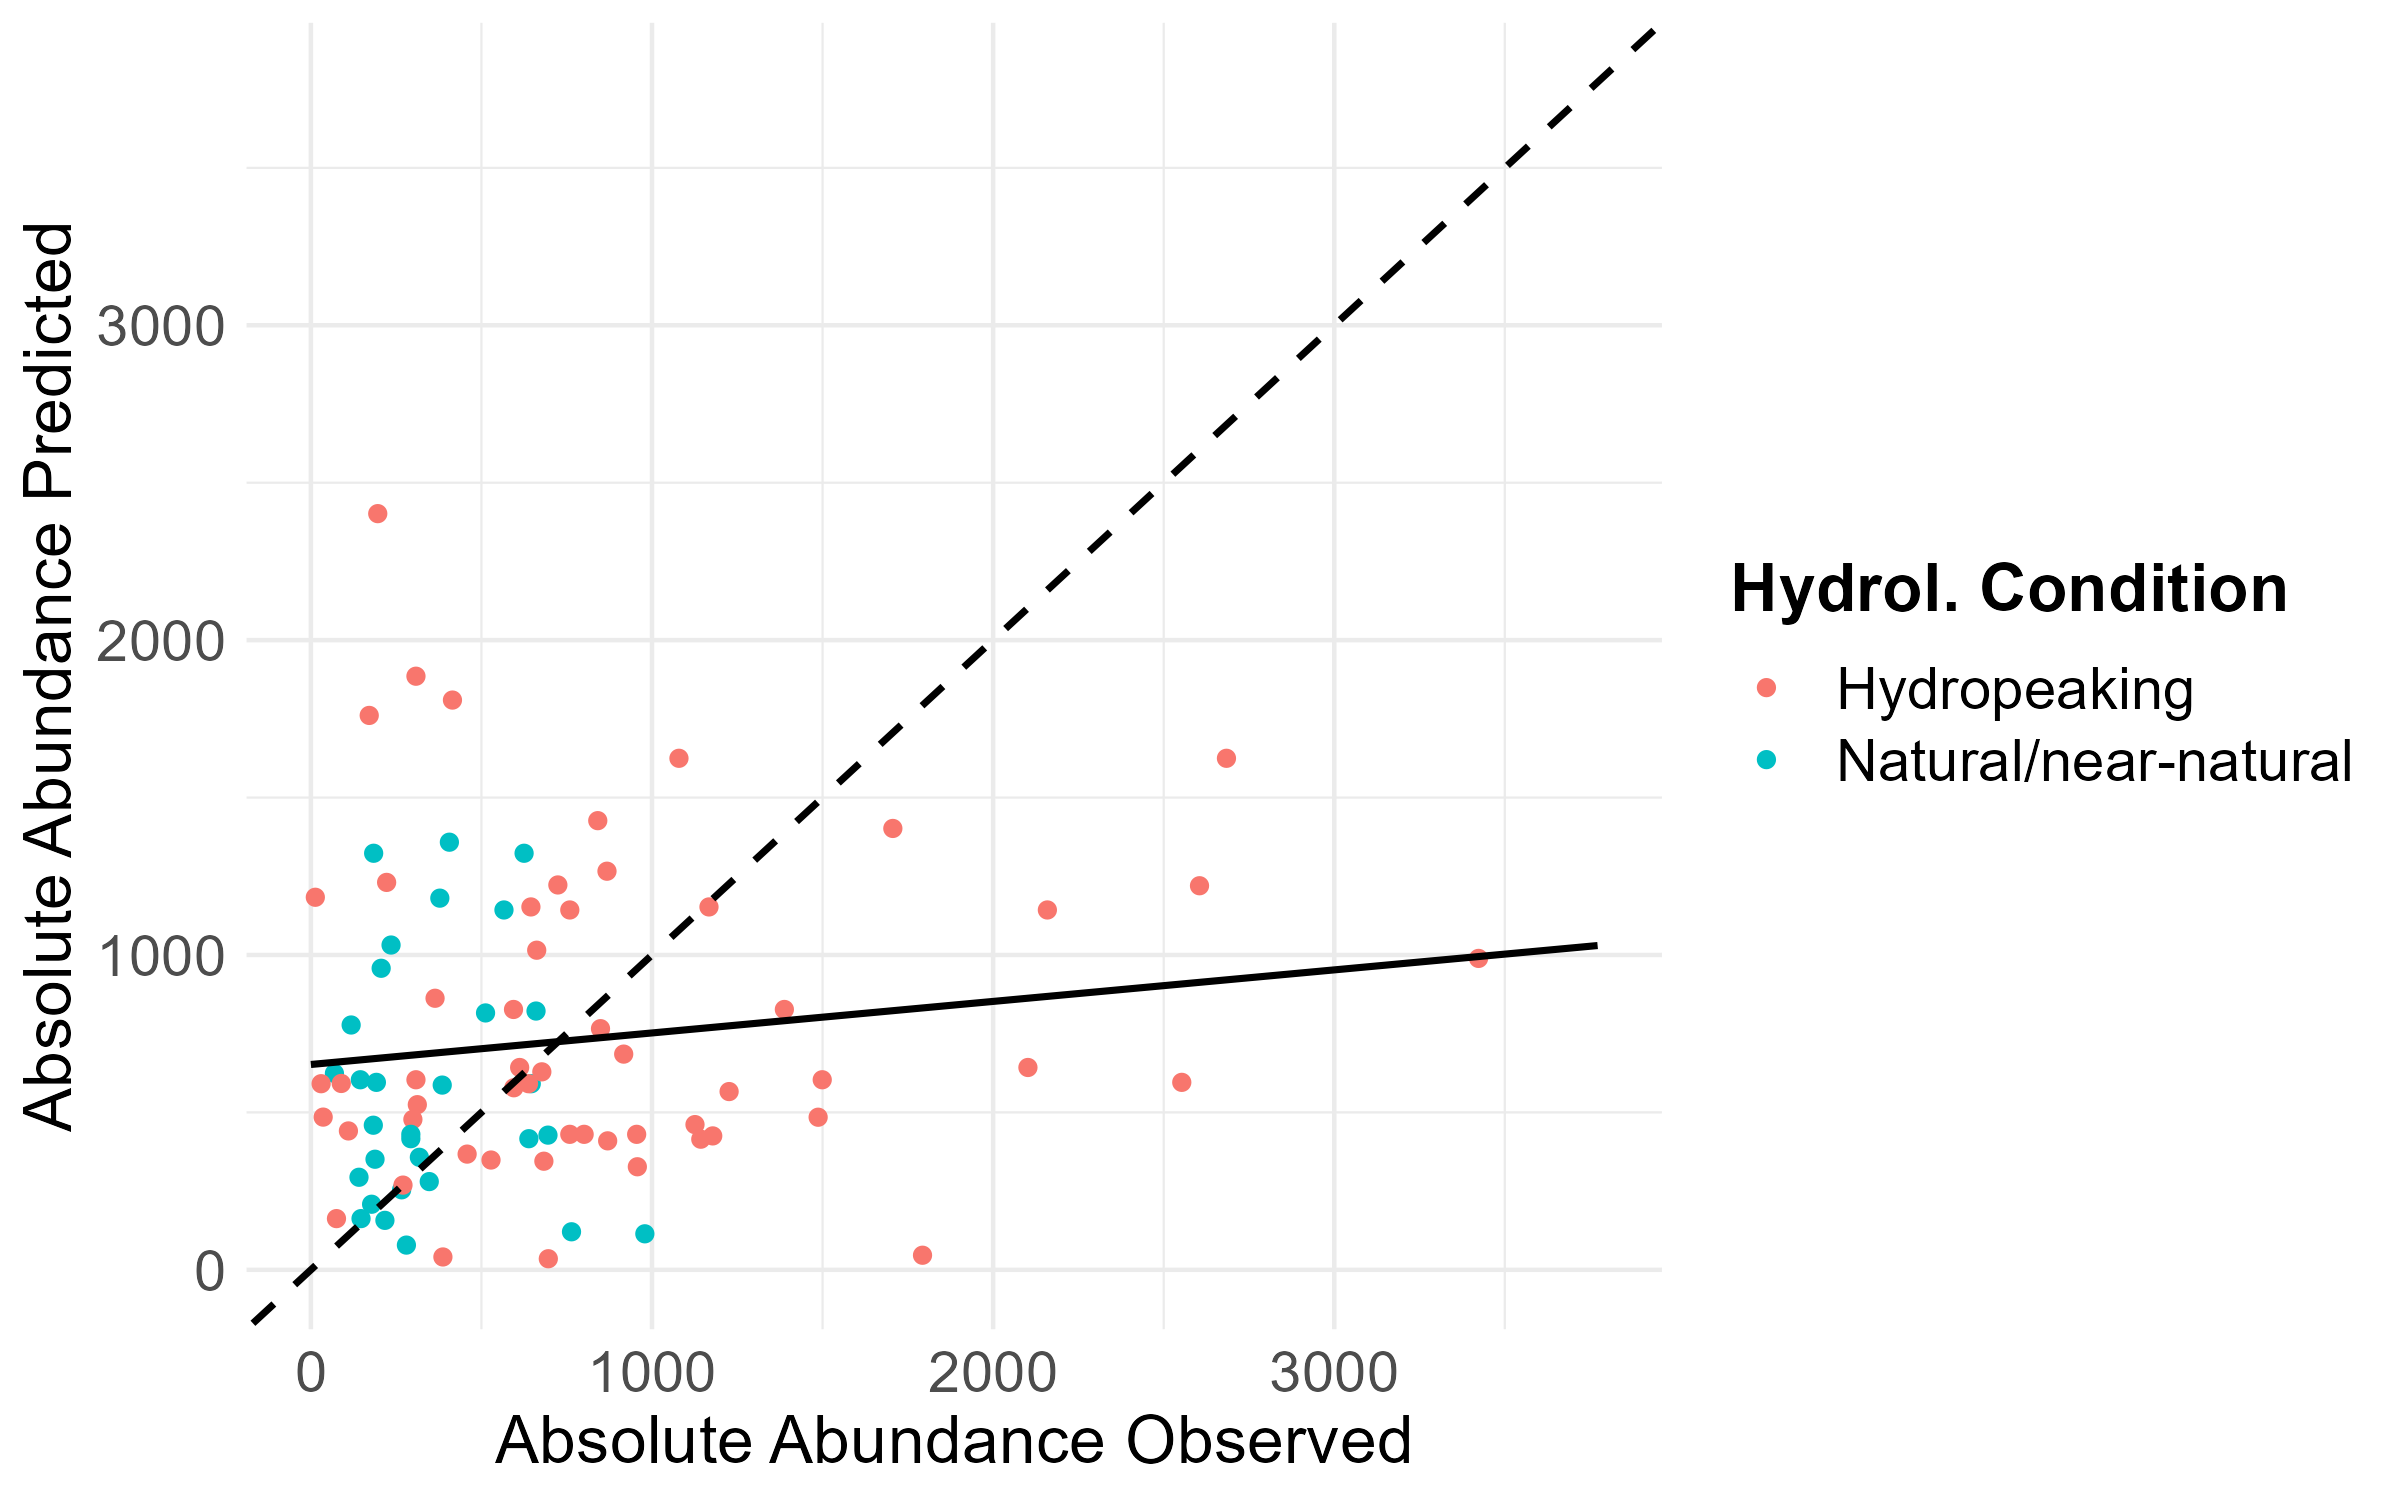 Absolute Abundance Predicted
3000
2000
1000
0
0 1000 2000 3000
Absolute Abundance Observed
Hydrol. Condition
Hydropeaking
Natural/near-natural